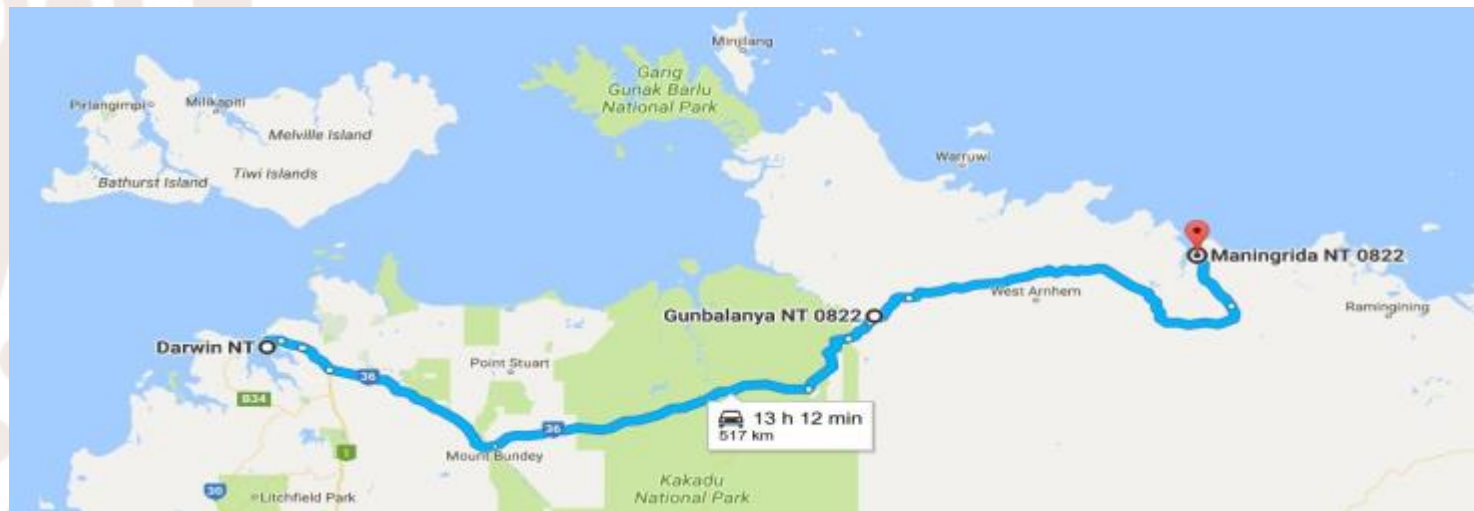 Minjilang
Garig
Gunak Barlu
National Park
Pirlangimpi
Milikapiti
Melville Island
Tiwi Islands
Bathurst Island
Warruwi
Maningrida NT 0822
West Arnhem
Ramingining
Gunbalanya NT 0822
Darwin NT
Point Stuart
36
B34
13 h 12 min
517 km
36
Mount Bundey
1
Kakadu
National Park
30
Litchfield Park